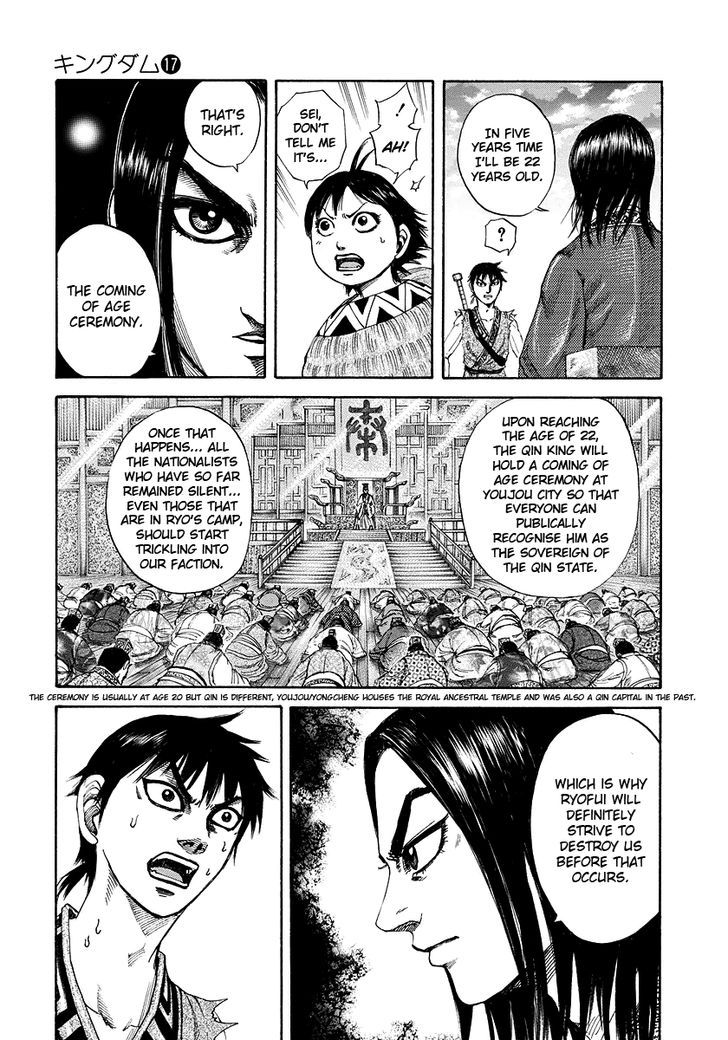 キングダム17
IN FIVE
YEARS TIME
I'LL BE 22
YEARS OLD.
?
!
AH!
SEI,
DON'T
TELL ME
IT'S...
THAT'S
RIGHT.
THE COMING
OF AGE
CEREMONY.
UPON REACHING
THE AGE OF 22,
THE QIN KING WILL
HOLD A COMING OF
AGE CEREMONY AT
YOUJOU CITY SO THAT
EVERYONE CAN
PUBLICALLY
RECOGNISE HIM AS
THE SOVEREIGN OF
THE QIN STATE.
ONCE THAT
HAPPENS... ALL
THE NATIONALISTS
WHO HAVE SO FAR
REMAINED SILENT...
EVEN THOSE THAT
ARE IN RYO'S CAMP,
SHOULD START
TRICKLING INTO
OUR FACTION.
秦
THE CEREMONY IS USUALLY AT AGE 20 BUT QIN IS DIFFERENT, YOUJOU/YONGCHENG HOUSES THE ROYAL ANCESTRAL TEMPLE AND WAS ALSO A QIN CAPITAL IN THE PAST.
WHICH IS WHY
RYOFUI WILL
DEFINITELY
STRIVE TO
DESTROY US
BEFORE THAT
OCCURS.